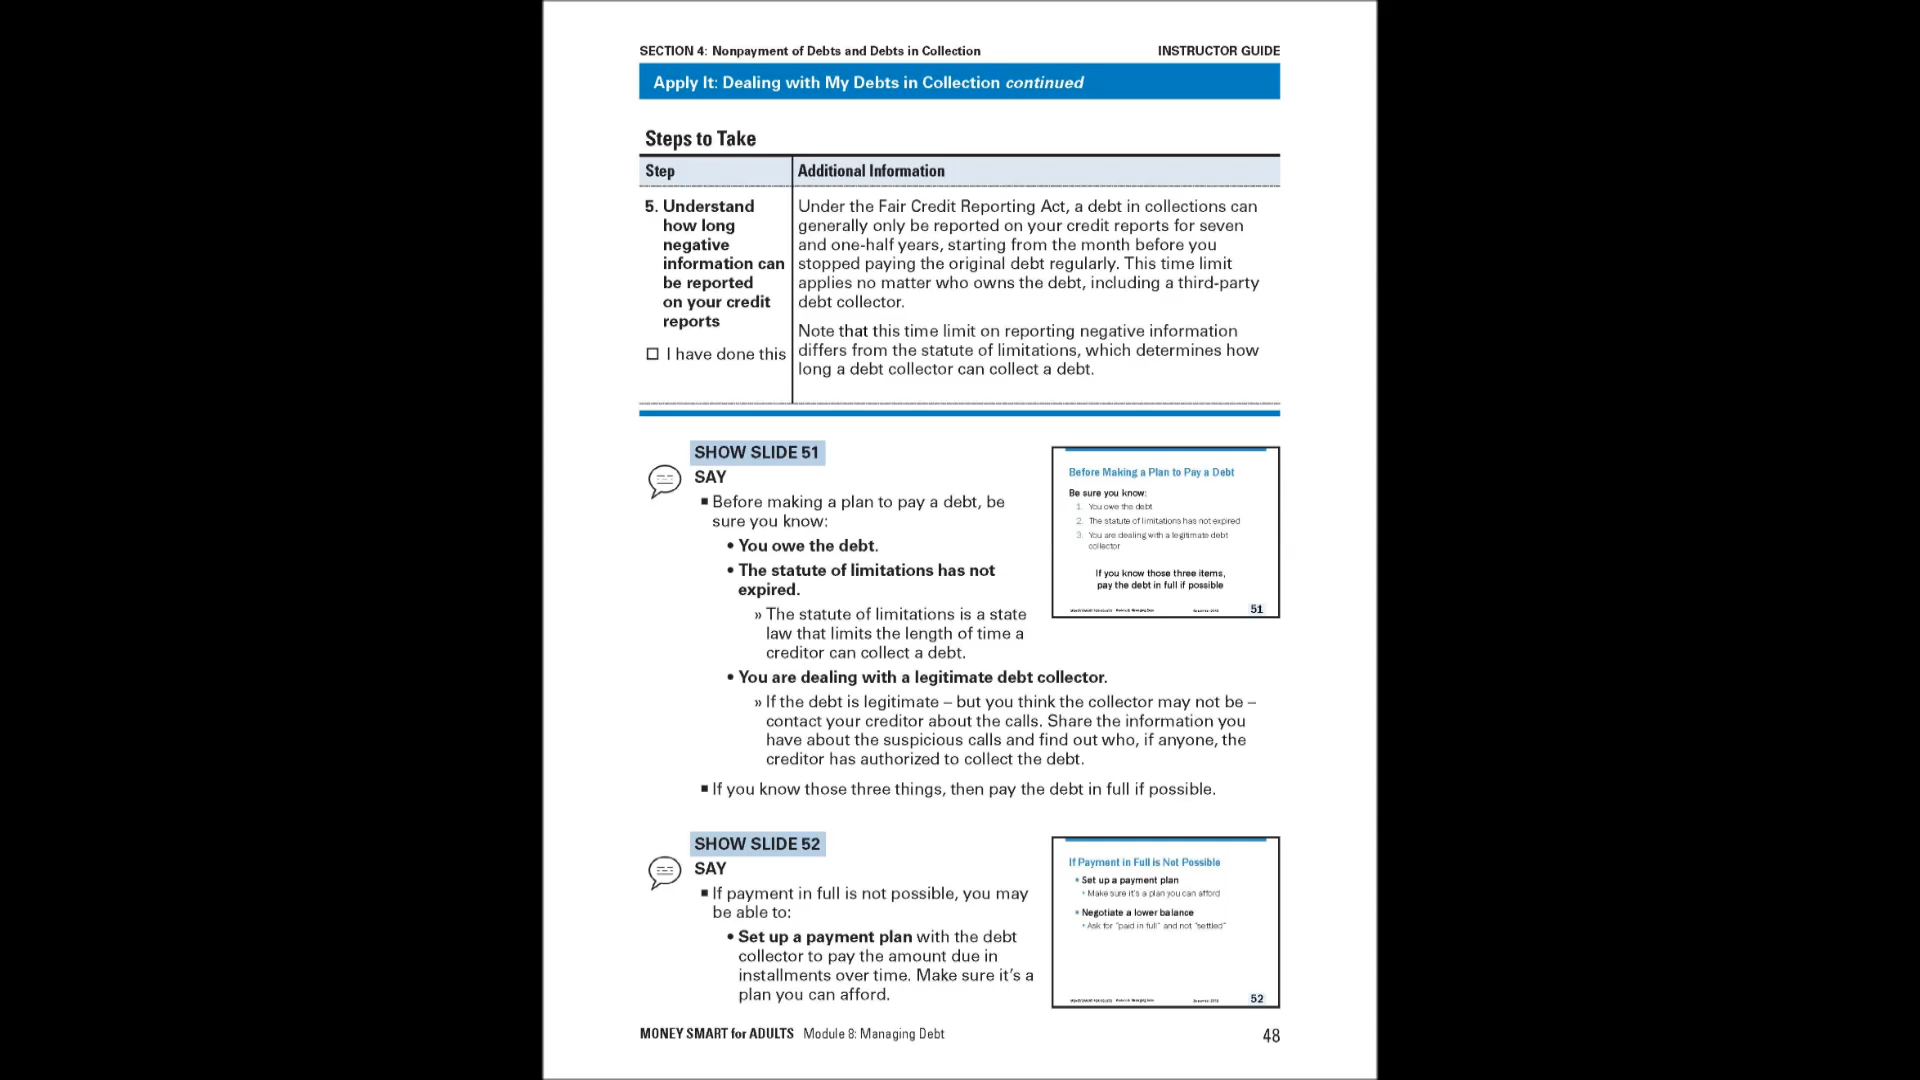 SECTION 4: Nonpayment of Debts and Debts in Collection
INSTRUCTOR GUIDE
Apply It: Dealing with My Debts in Collection continued
Steps to Take
Step
Additional Information
5. Understand
how long
negative
information can
be reported
on your credit
reports
☐ I have done this
Under the Fair Credit Reporting Act, a debt in collections can
generally only be reported on your credit reports for seven
and one-half years, starting from the month before you
stopped paying the original debt regularly. This time limit
applies no matter who owns the debt, including a third-party
debt collector.
Note that this time limit on reporting negative information
differs from the statute of limitations, which determines how
long a debt collector can collect a debt.
SHOW SLIDE 51
SAY
▪ Before making a plan to pay a debt, be
sure you know:
• You owe the debt.
• The statute of limitations has not
expired.
» The statute of limitations is a state
law that limits the length of time a
creditor can collect a debt.
• You are dealing with a legitimate debt collector.
» If the debt is legitimate – but you think the collector may not be –
contact your creditor about the calls. Share the information you
have about the suspicious calls and find out who, if anyone, the
creditor has authorized to collect the debt.
▪ If you know those three things, then pay the debt in full if possible.
Before Making a Plan to Pay a Debt
Be sure you know:
1. You owe the debt
2. The statute of limitations has not expired
3. You are dealing with a legitimate debt
collector
If you know those three items,
pay the debt in full if possible
51
SHOW SLIDE 52
SAY
▪ If payment in full is not possible, you may
be able to:
• Set up a payment plan with the debt
collector to pay the amount due in
installments over time. Make sure it's a
plan you can afford.
If Payment in Full is Not Possible
• Set up a payment plan
• Make sure it's a plan you can afford
• Negotiate a lower balance
• Ask for "paid in full" and not "settled"
52
MONEY SMART for ADULTS Module 8: Managing Debt
48